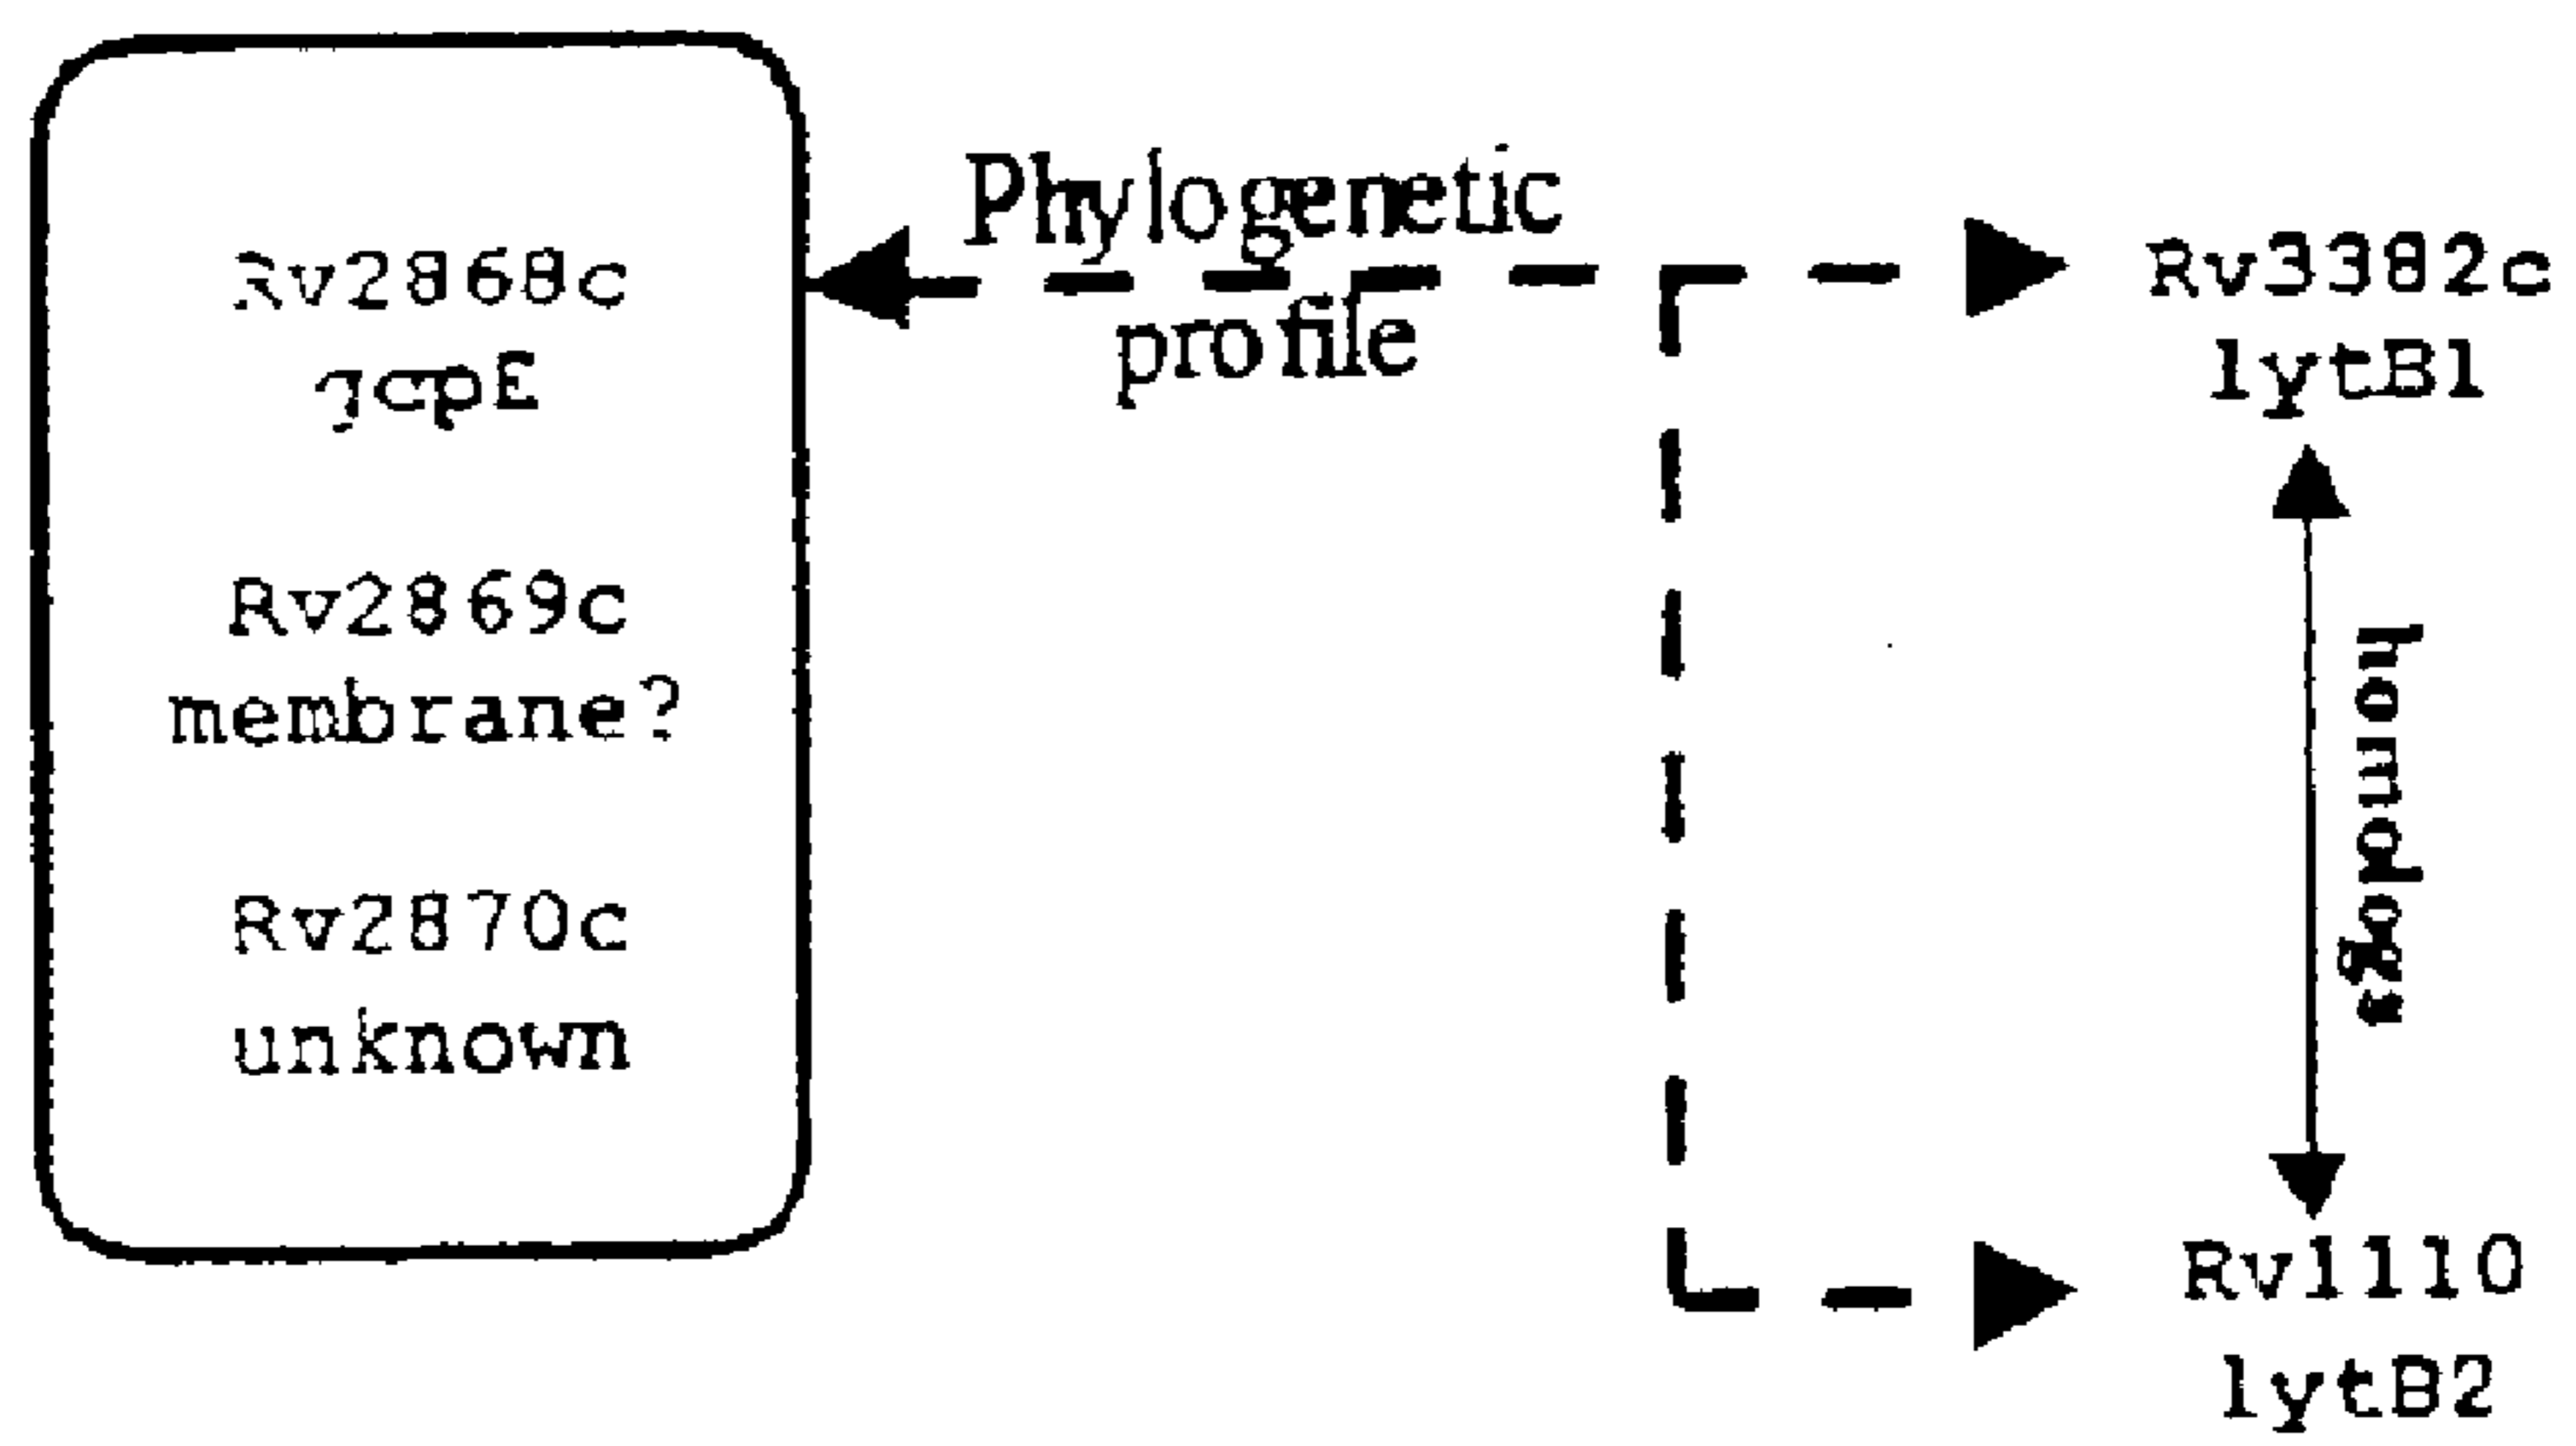 Rv2868c
gcpE
Rv2869c
membrane?
Rv2870c
unknown
Phylogenetic
profile
Rv3382c
lytB1
homologs
Rv1110
lytB2